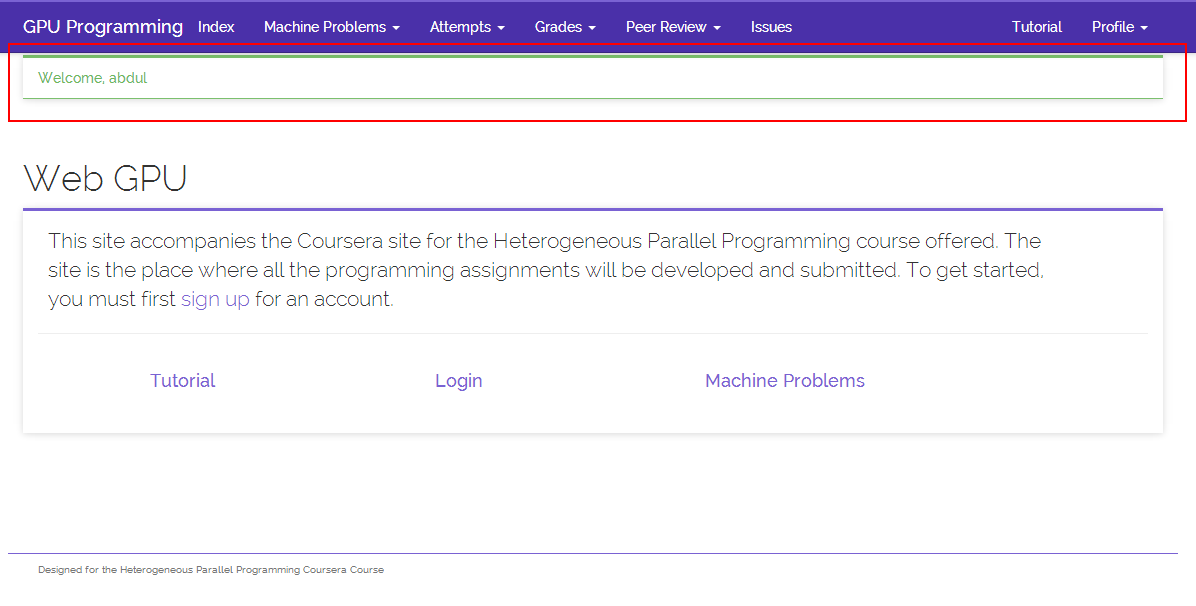 GPU Programming Index Machine Problems Attempts Grades Peer Review Issues Tutorial Profile
Welcome, abdul
Web GPU
This site accompanies the Coursera site for the Heterogeneous Parallel Programming course offered. The
site is the place where all the programming assignments will be developed and submitted. To get started,
you must first sign up for an account.
Tutorial Login Machine Problems
Designed for the Heterogeneous Parallel Programming Coursera Course